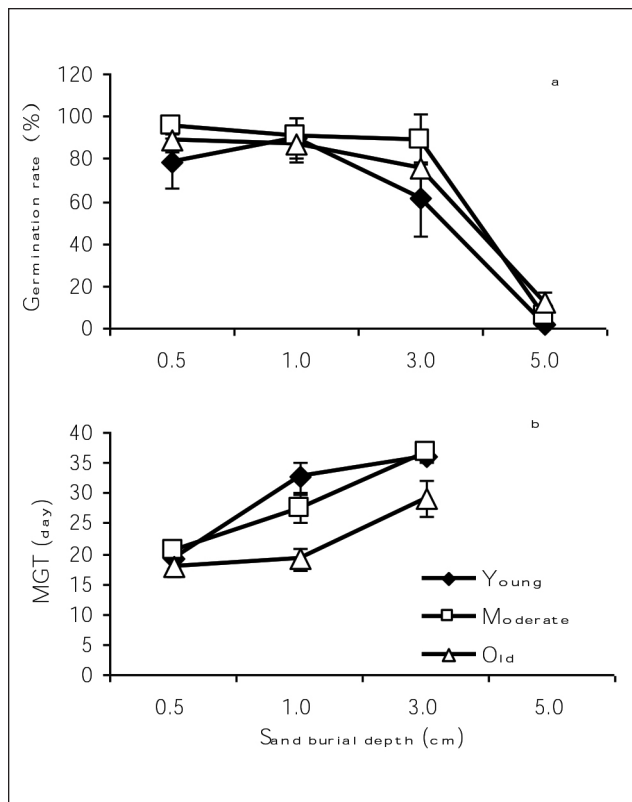 a
Germination rate (%)
120
100
80
60
40
20
0
0.5 1.0 3.0 5.0
b
MGT (day)
40
35
30
25
20
15
10
5
0
Young
Moderate
Old
0.5 1.0 3.0 5.0
Sand burial depth (cm)